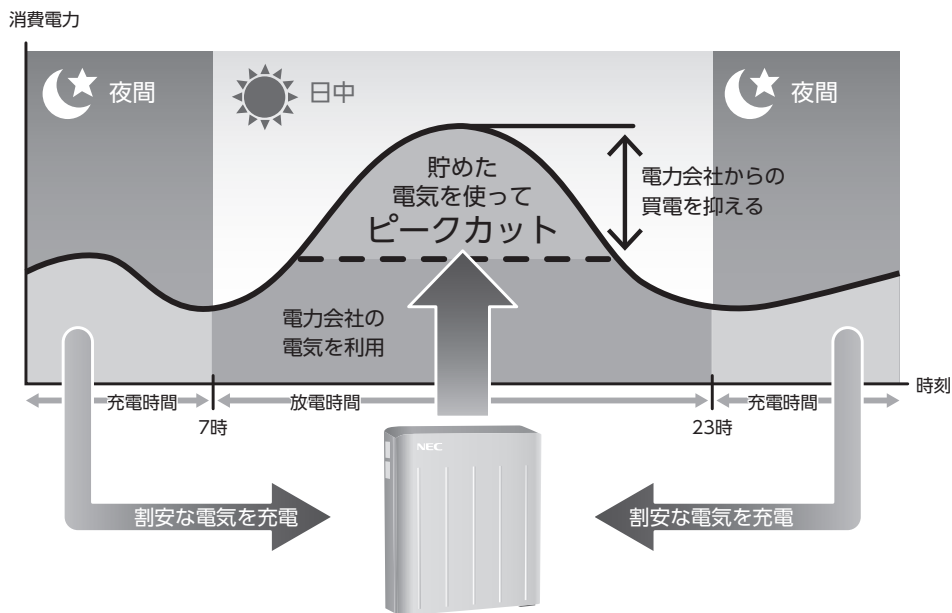 消費電力
夜間
日中
夜間
貯めた
電気を使って
ピークカット
電力会社からの
買電を抑える
電力会社の
電気を利用
時刻
充電時間
放電時間
充電時間
7時
23時
NEC
割安な電気を充電
割安な電気を充電